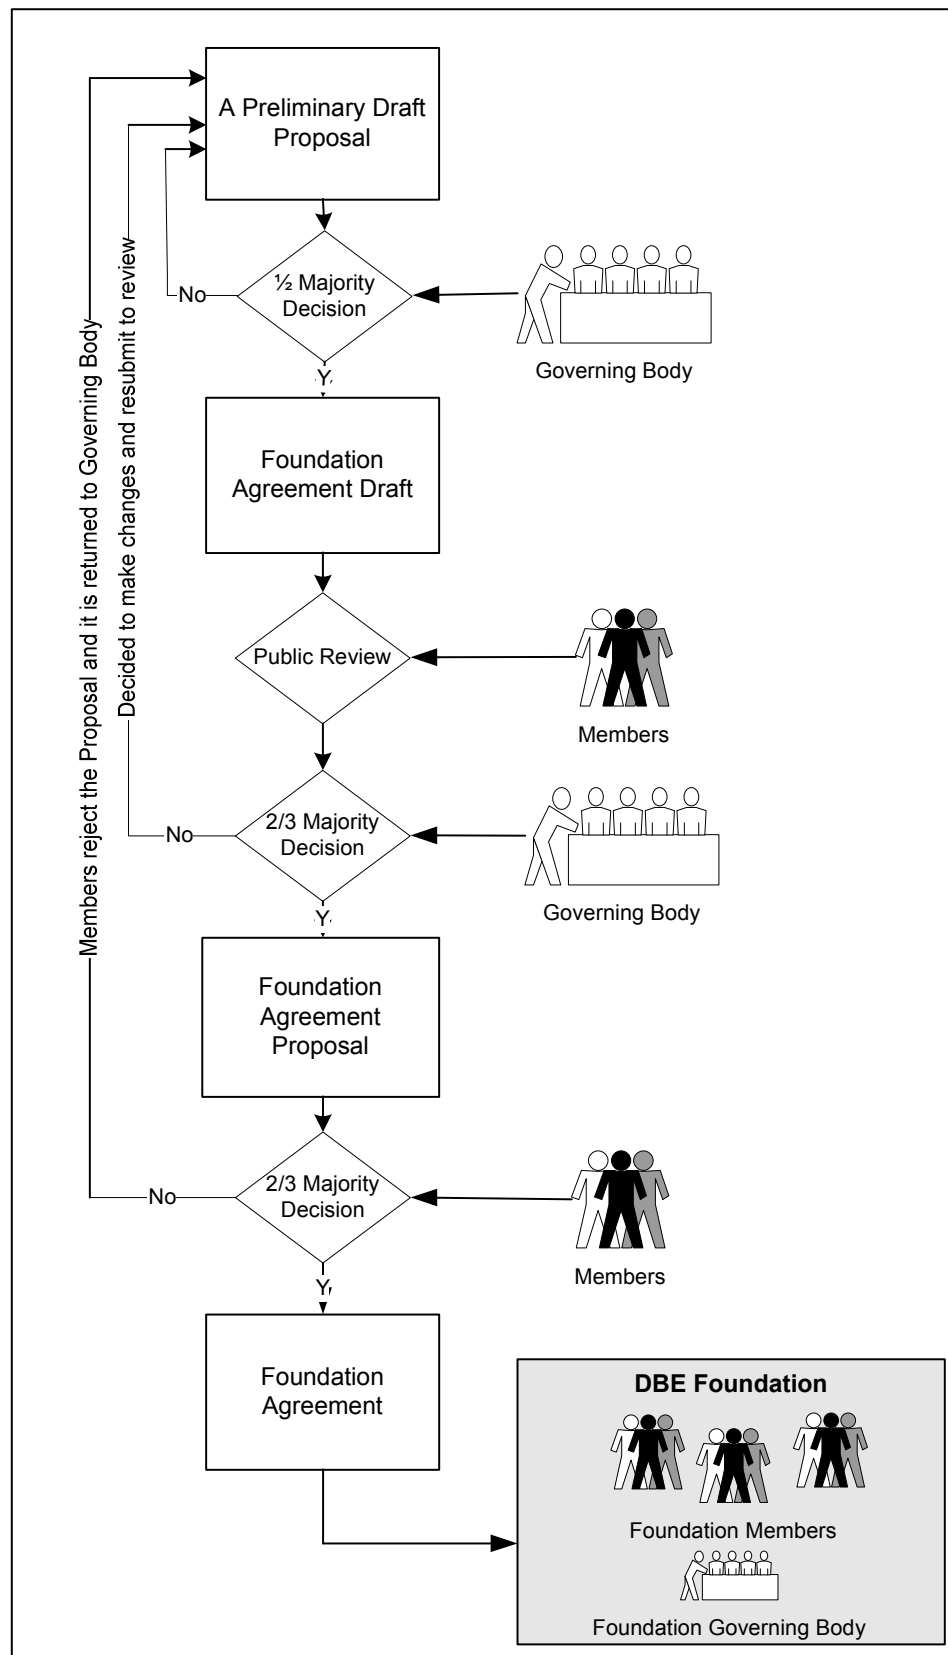 A Preliminary Draft
Proposal
½ Majority
Decision
No
Governing Body
Y
Foundation
Agreement Draft
Members reject the Proposal and it is returned to Governing Body
Decided to make changes and resubmit to review
Public Review
Members
2/3 Majority
Decision
No
Governing Body
Y
Foundation
Agreement
Proposal
2/3 Majority
Decision
No
Members
Y
Foundation
Agreement
DBE Foundation
Foundation Members
Foundation Governing Body